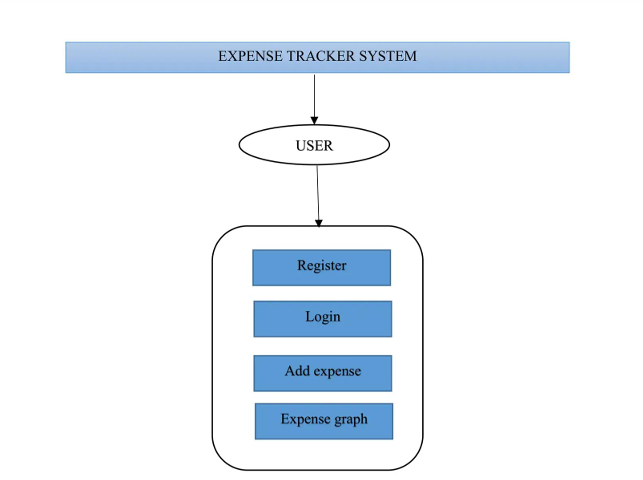 EXPENSE TRACKER SYSTEM
USER
Register
Login
Add expense
Expense graph